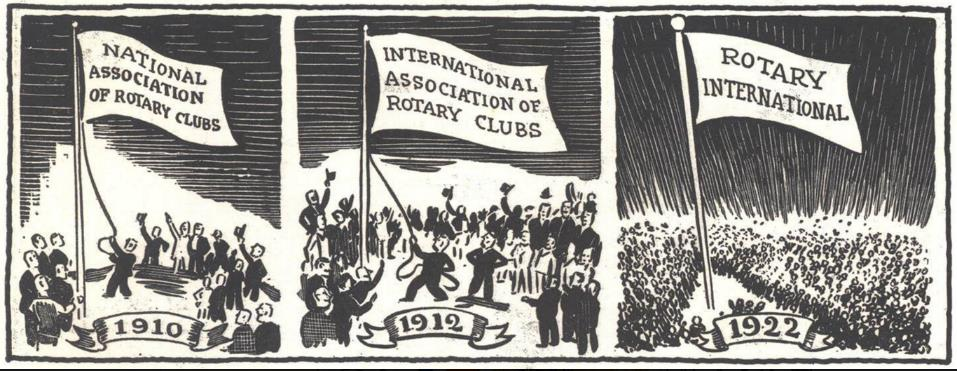 NATIONAL
ASSOCIATION
OF ROTARY CLUBS
1910
INTERNATIONAL
ASSOCIATION OF
ROTARY CLUBS
1912
ROTARY
INTERNATIONAL
1922